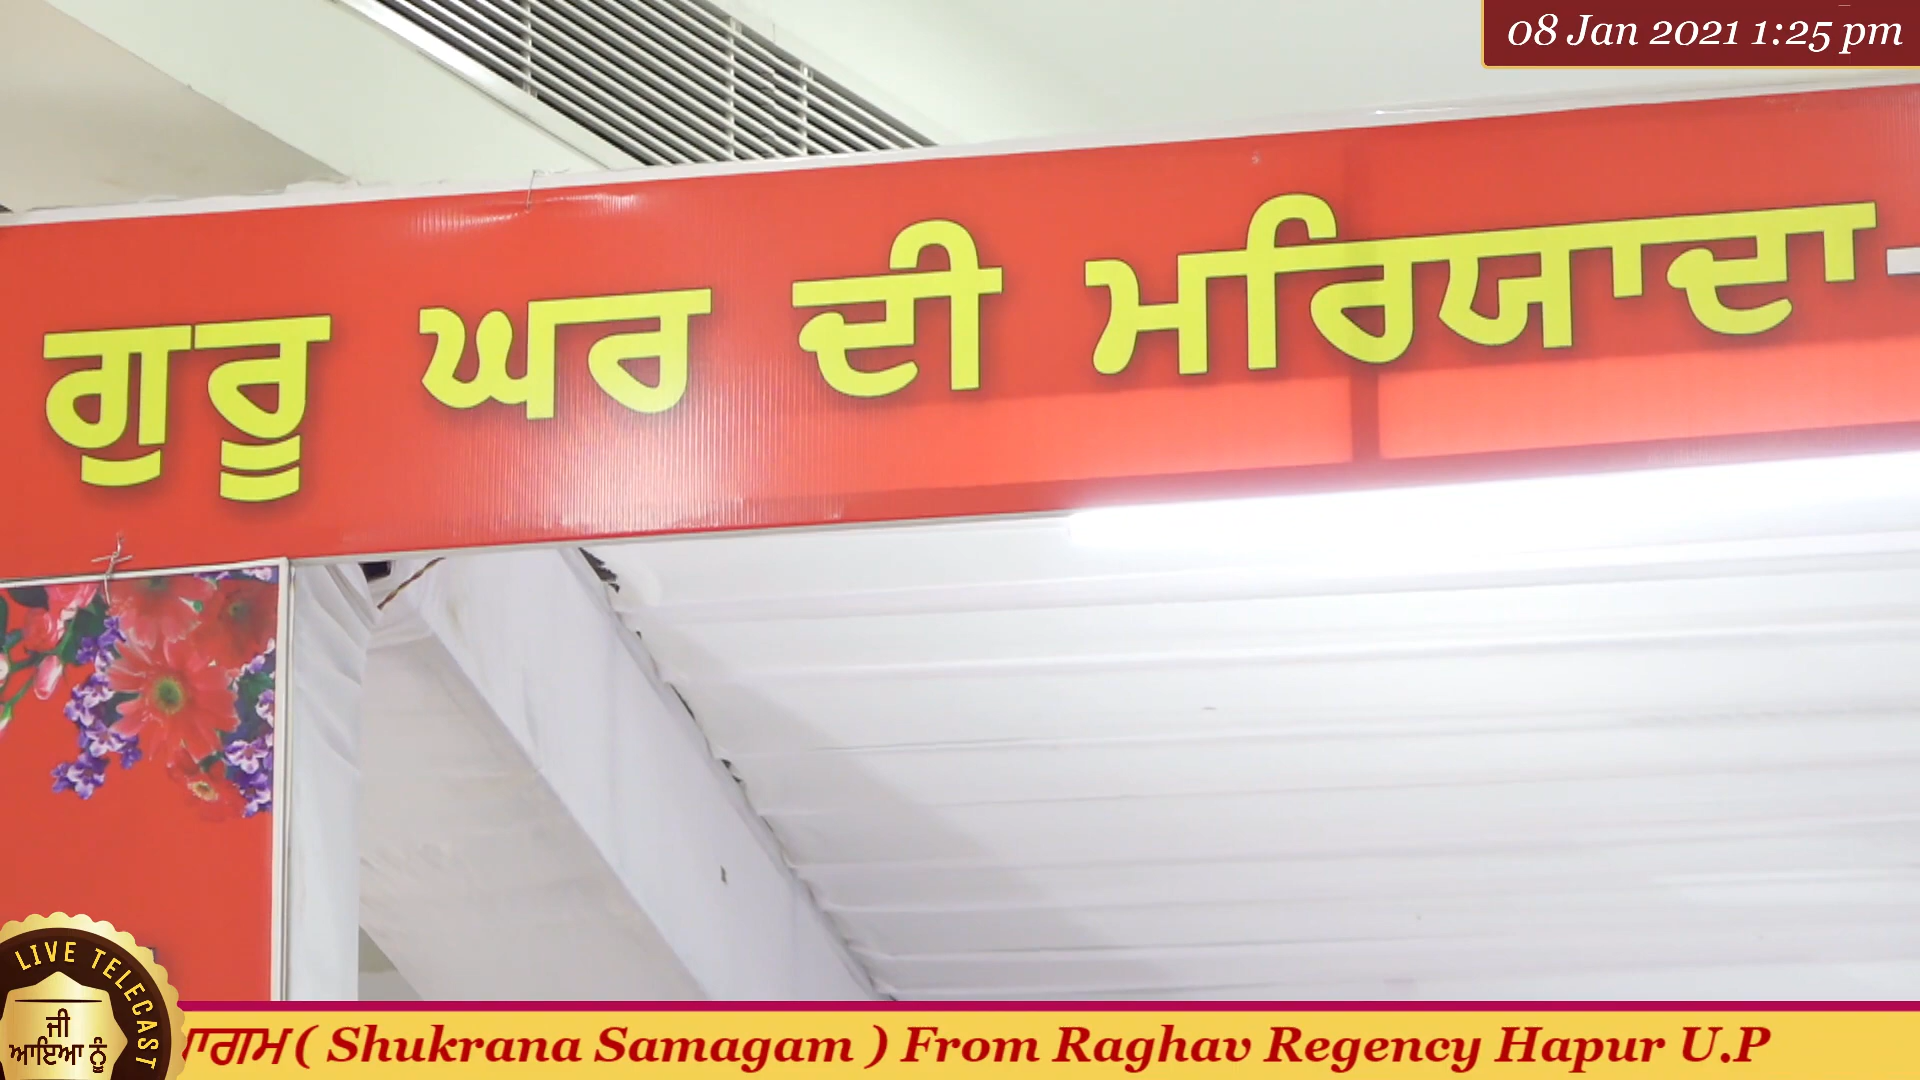 08 Jan 2021 1:25 pm
ਗੁਰੂ ਘਰ ਦੀ ਮਰਿਯਾਦਾ
LIVE TELECAST
ਜੀ
ਆਇਆ ਨੂੰ
( Shukrana Samagam ) From Raghav Regency Hapur U.P